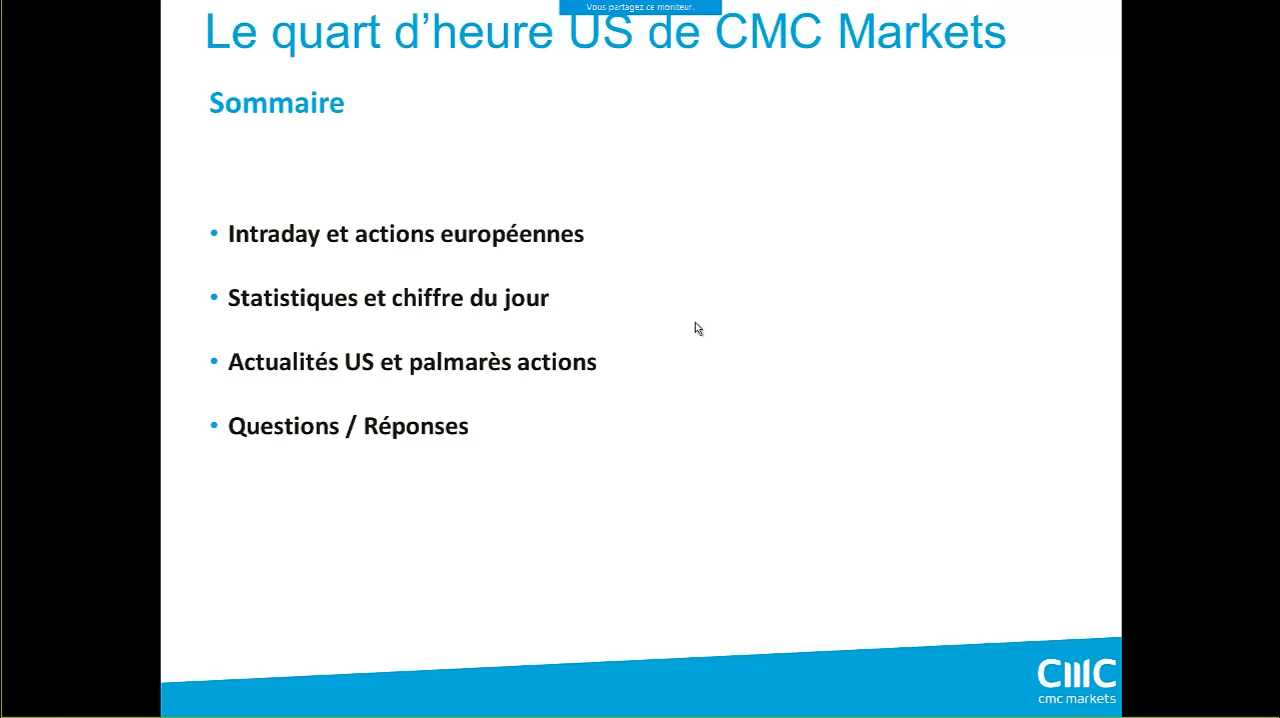 Vous partagez ce moniteur.
Le quart d’heure US de CMC Markets
Sommaire
• Intraday et actions européennes
• Statistiques et chiffre du jour
• Actualités US et palmarès actions
• Questions / Réponses
CMC
cmc markets